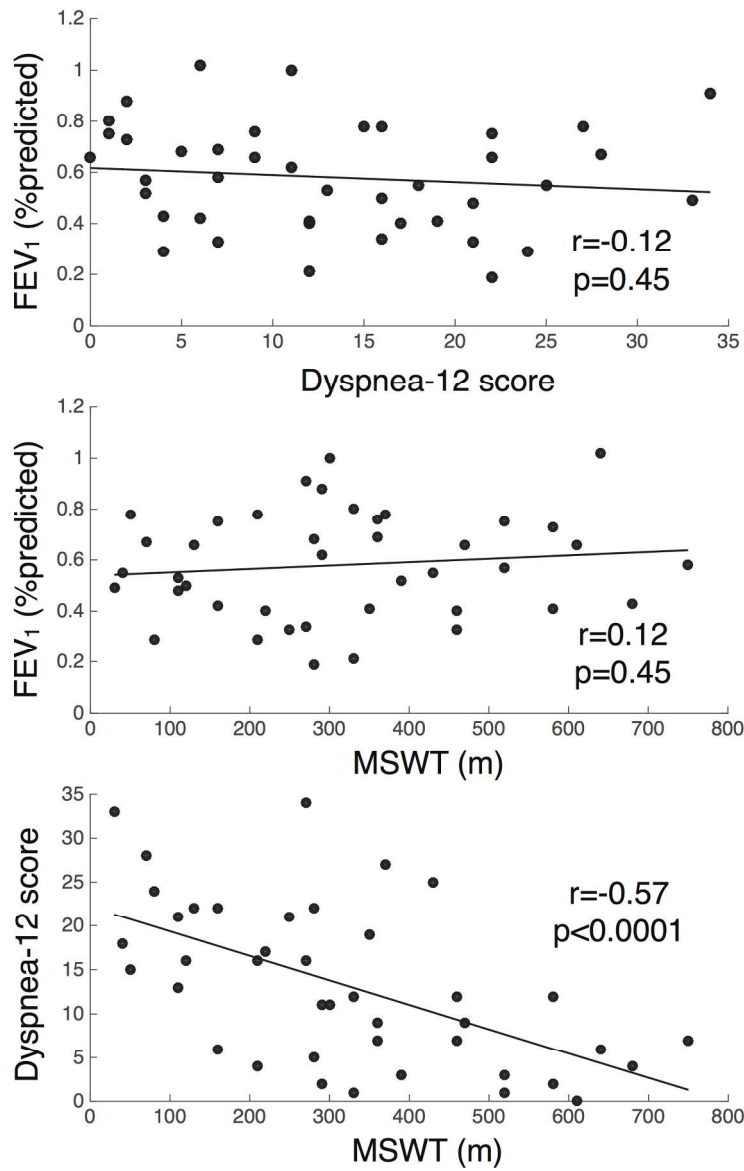 1.2
1
0.8
0.6
0.4
0.2
0
FEV₁ (%predicted)
r=-0.12
p=0.45
0 5 10 15 20 25 30 35
Dyspnea-12 score
1.2
1
0.8
0.6
0.4
0.2
0
FEV₁ (%predicted)
r=0.12
p=0.45
0 100 200 300 400 500 600 700 800
MSWT (m)
35
30
25
20
15
10
5
0
Dyspnea-12 score
r=-0.57
p<0.0001
0 100 200 300 400 500 600 700 800
MSWT (m)